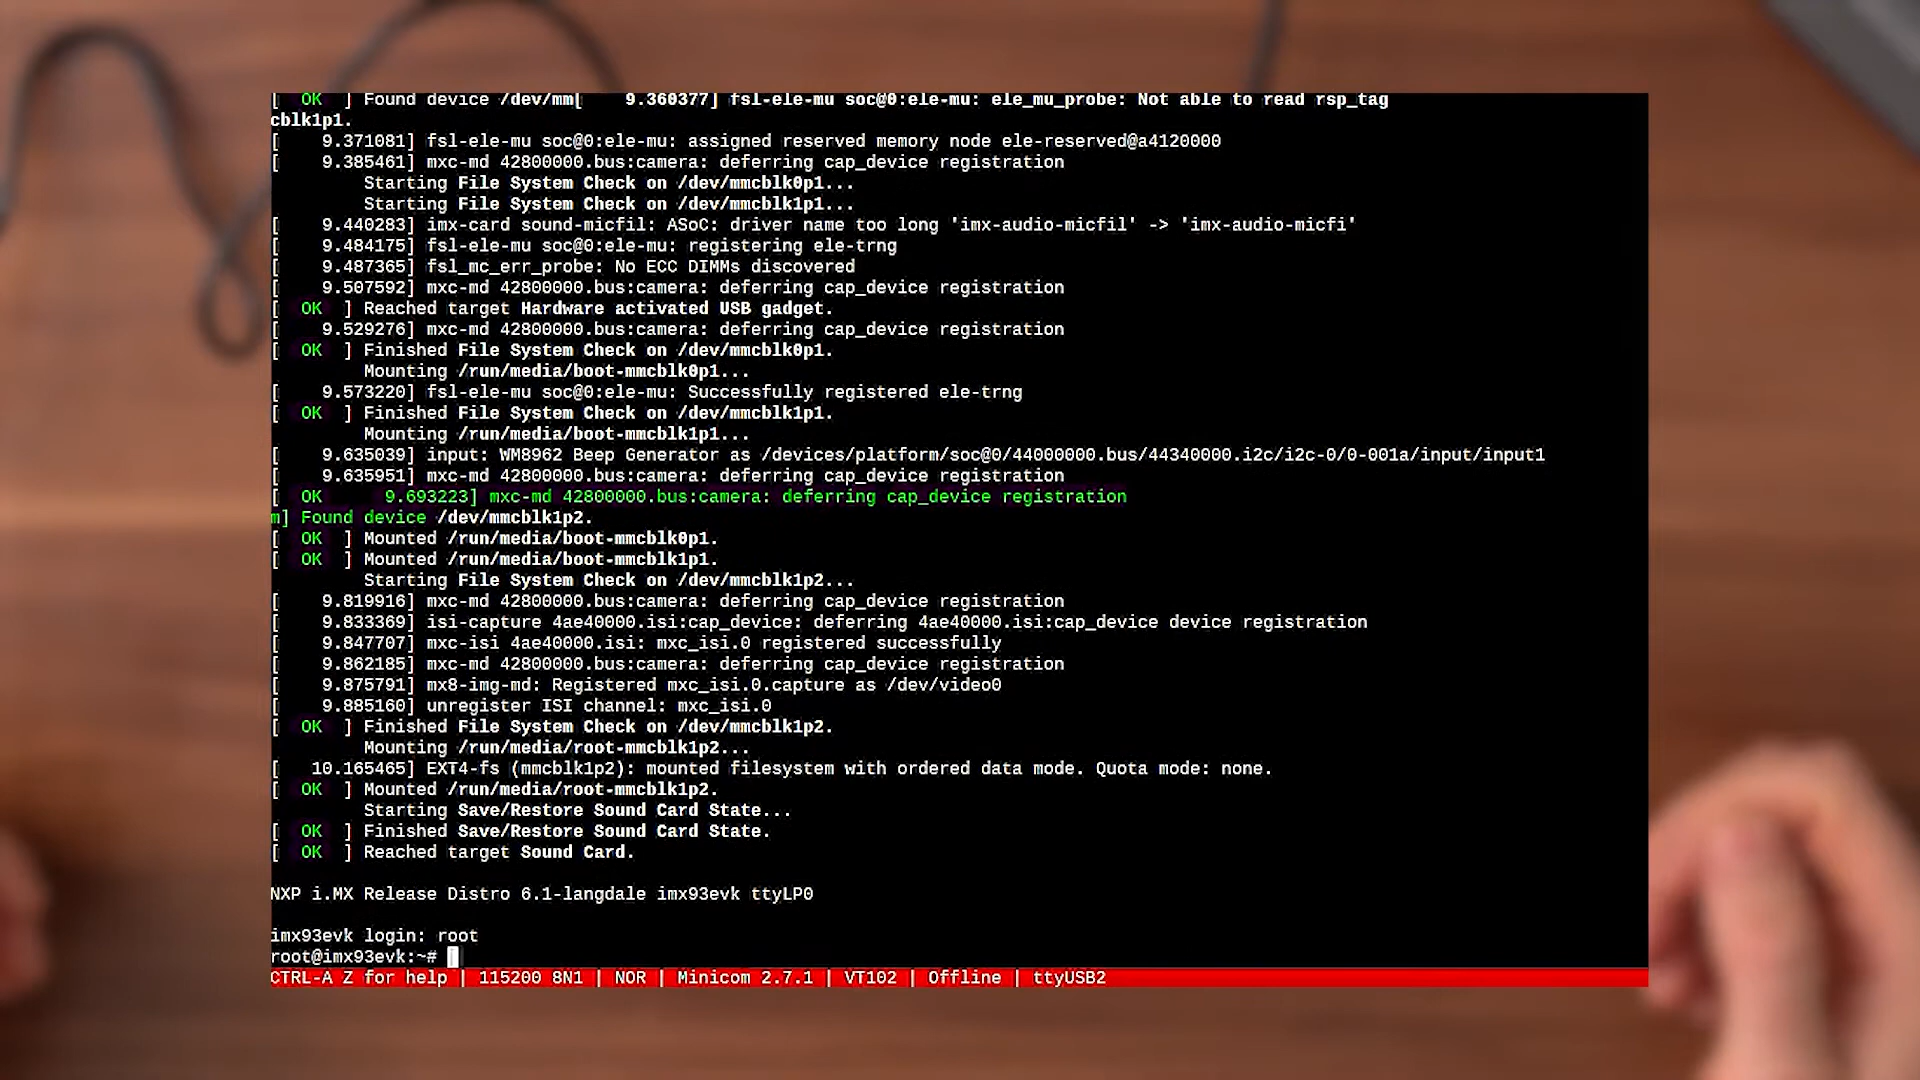 [  OK  ] Found device /dev/mm[    9.360377] fsl-ele-mu soc@0:ele-mu: ele_mu_probe: Not able to read rsp_tag
cblk1p1.
[    9.371081] fsl-ele-mu soc@0:ele-mu: assigned reserved memory node ele-reserved@a4120000
[    9.385461] mxc-md 42800000.bus:camera: deferring cap_device registration
         Starting File System Check on /dev/mmcblk0p1...
         Starting File System Check on /dev/mmcblk1p1...
[    9.440283] imx-card sound-micfil: ASoC: driver name too long 'imx-audio-micfil' -> 'imx-audio-micfi'
[    9.484175] fsl-ele-mu soc@0:ele-mu: registering ele-trng
[    9.487365] fsl_mc_err_probe: No ECC DIMMs discovered
[    9.507592] mxc-md 42800000.bus:camera: deferring cap_device registration
[  OK  ] Reached target Hardware activated USB gadget.
[    9.529276] mxc-md 42800000.bus:camera: deferring cap_device registration
[  OK  ] Finished File System Check on /dev/mmcblk0p1.
         Mounting /run/media/boot-mmcblk0p1...
[    9.573220] fsl-ele-mu soc@0:ele-mu: Successfully registered ele-trng
[  OK  ] Finished File System Check on /dev/mmcblk1p1.
         Mounting /run/media/boot-mmcblk1p1...
[    9.635039] input: WM8962 Beep Generator as /devices/platform/soc@0/44000000.bus/44340000.i2c/i2c-0/0-001a/input/input1
[    9.635951] mxc-md 42800000.bus:camera: deferring cap_device registration
[  OK      9.693223] mxc-md 42800000.bus:camera: deferring cap_device registration
m] Found device /dev/mmcblk1p2.
[  OK  ] Mounted /run/media/boot-mmcblk0p1.
[  OK  ] Mounted /run/media/boot-mmcblk1p1.
         Starting File System Check on /dev/mmcblk1p2...
[    9.819916] mxc-md 42800000.bus:camera: deferring cap_device registration
[    9.833369] isi-capture 4ae40000.isi:cap_device: deferring 4ae40000.isi:cap_device device registration
[    9.847707] mxc-isi 4ae40000.isi: mxc_isi.0 registered successfully
[    9.862185] mxc-md 42800000.bus:camera: deferring cap_device registration
[    9.875791] mx8-img-md: Registered mxc_isi.0.capture as /dev/video0
[    9.885160] unregister ISI channel: mxc_isi.0
[  OK  ] Finished File System Check on /dev/mmcblk1p2.
         Mounting /run/media/root-mmcblk1p2...
[   10.165465] EXT4-fs (mmcblk1p2): mounted filesystem with ordered data mode. Quota mode: none.
[  OK  ] Mounted /run/media/root-mmcblk1p2.
         Starting Save/Restore Sound Card State...
[  OK  ] Finished Save/Restore Sound Card State.
[  OK  ] Reached target Sound Card.
NXP i.MX Release Distro 6.1-langdale imx93evk ttyLP0
imx93evk login: root
root@imx93evk:~#
CTRL-A Z for help | 115200 8N1 | NOR | Minicom 2.7.1 | VT102 | Offline | ttyUSB2